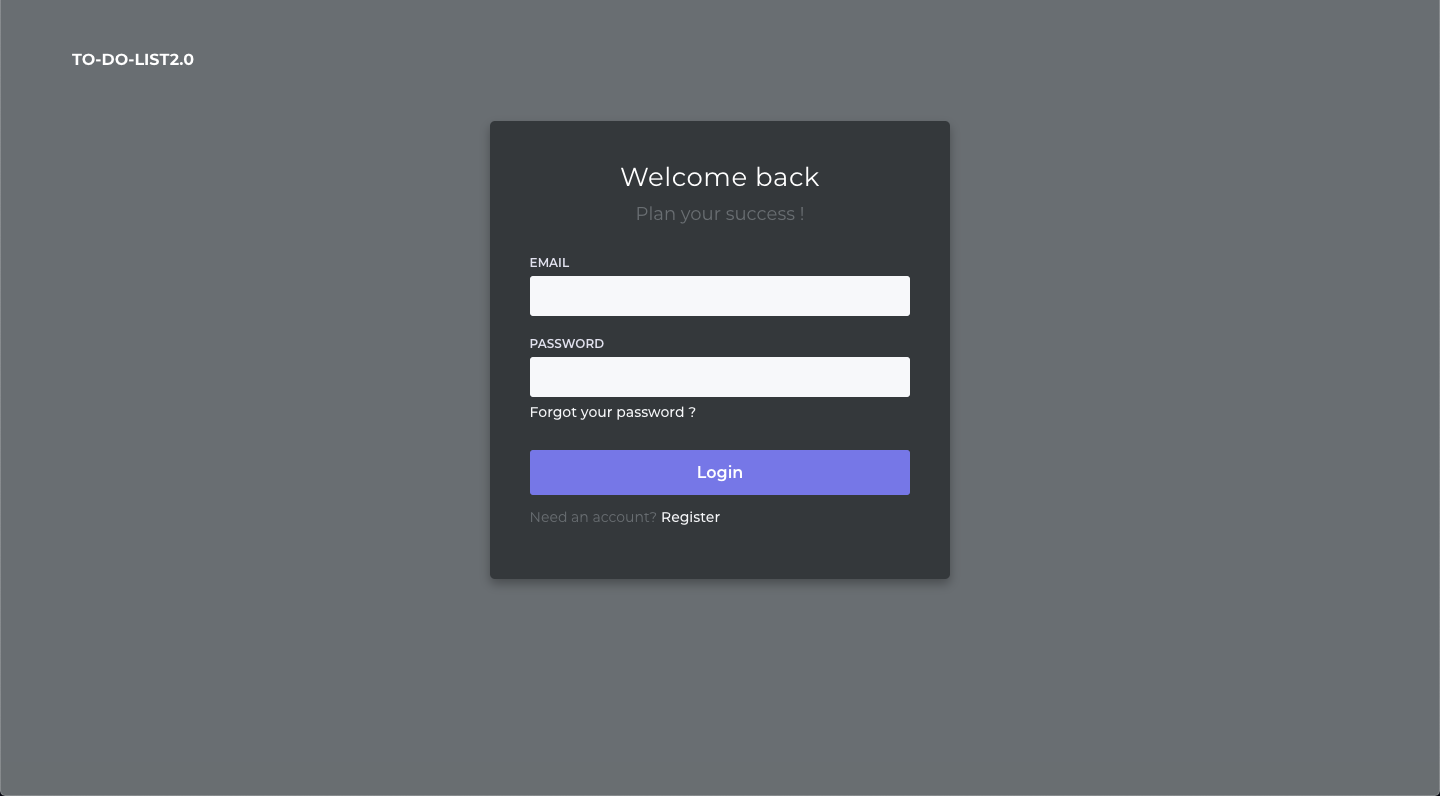 TO-DO-LIST2.0
Welcome back
Plan your success !
EMAIL
PASSWORD
Forgot your password ?
Login
Need an account? Register